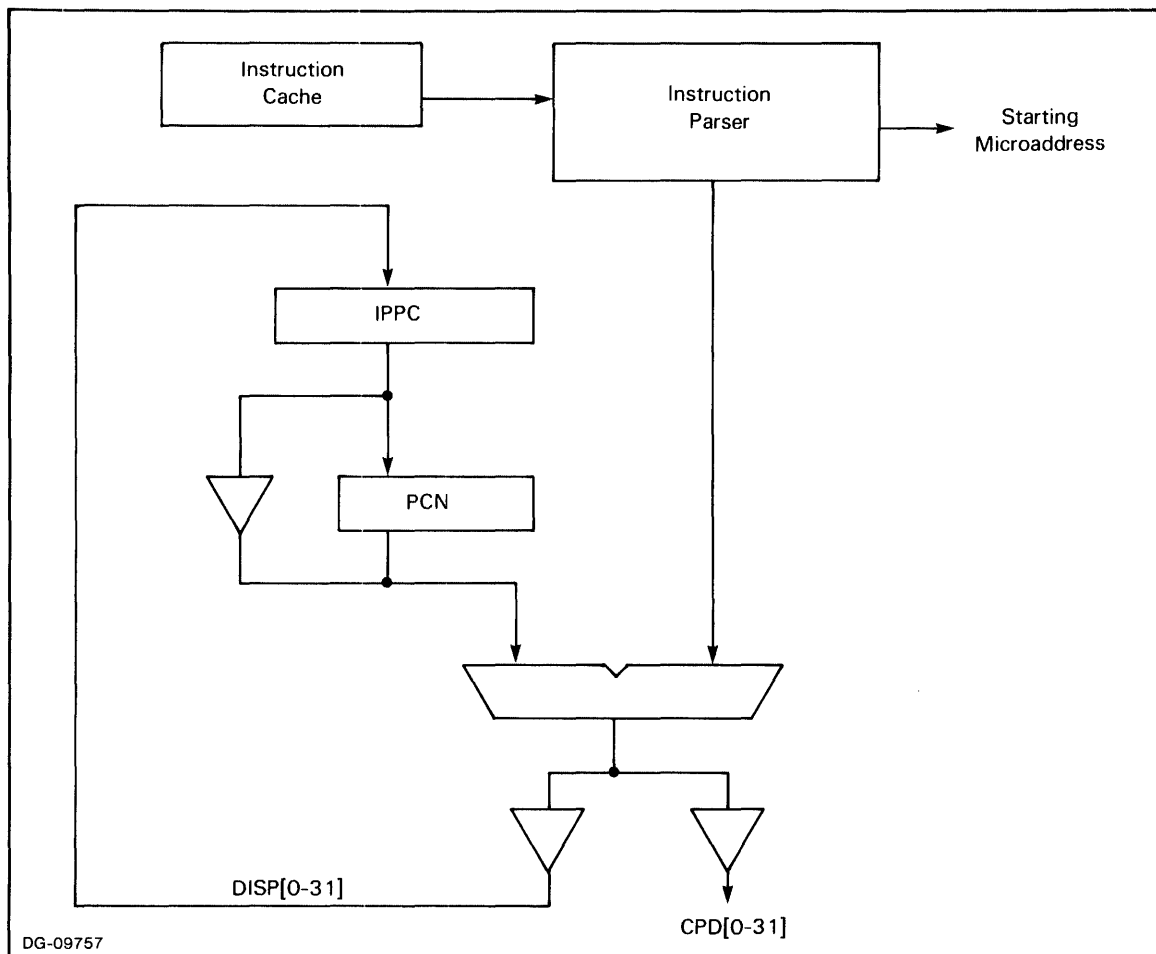 Instruction
Cache
Instruction
Parser
Starting
Microaddress
IPPC
PCN
DISP[0-31]
CPD[0-31]
DG-09757